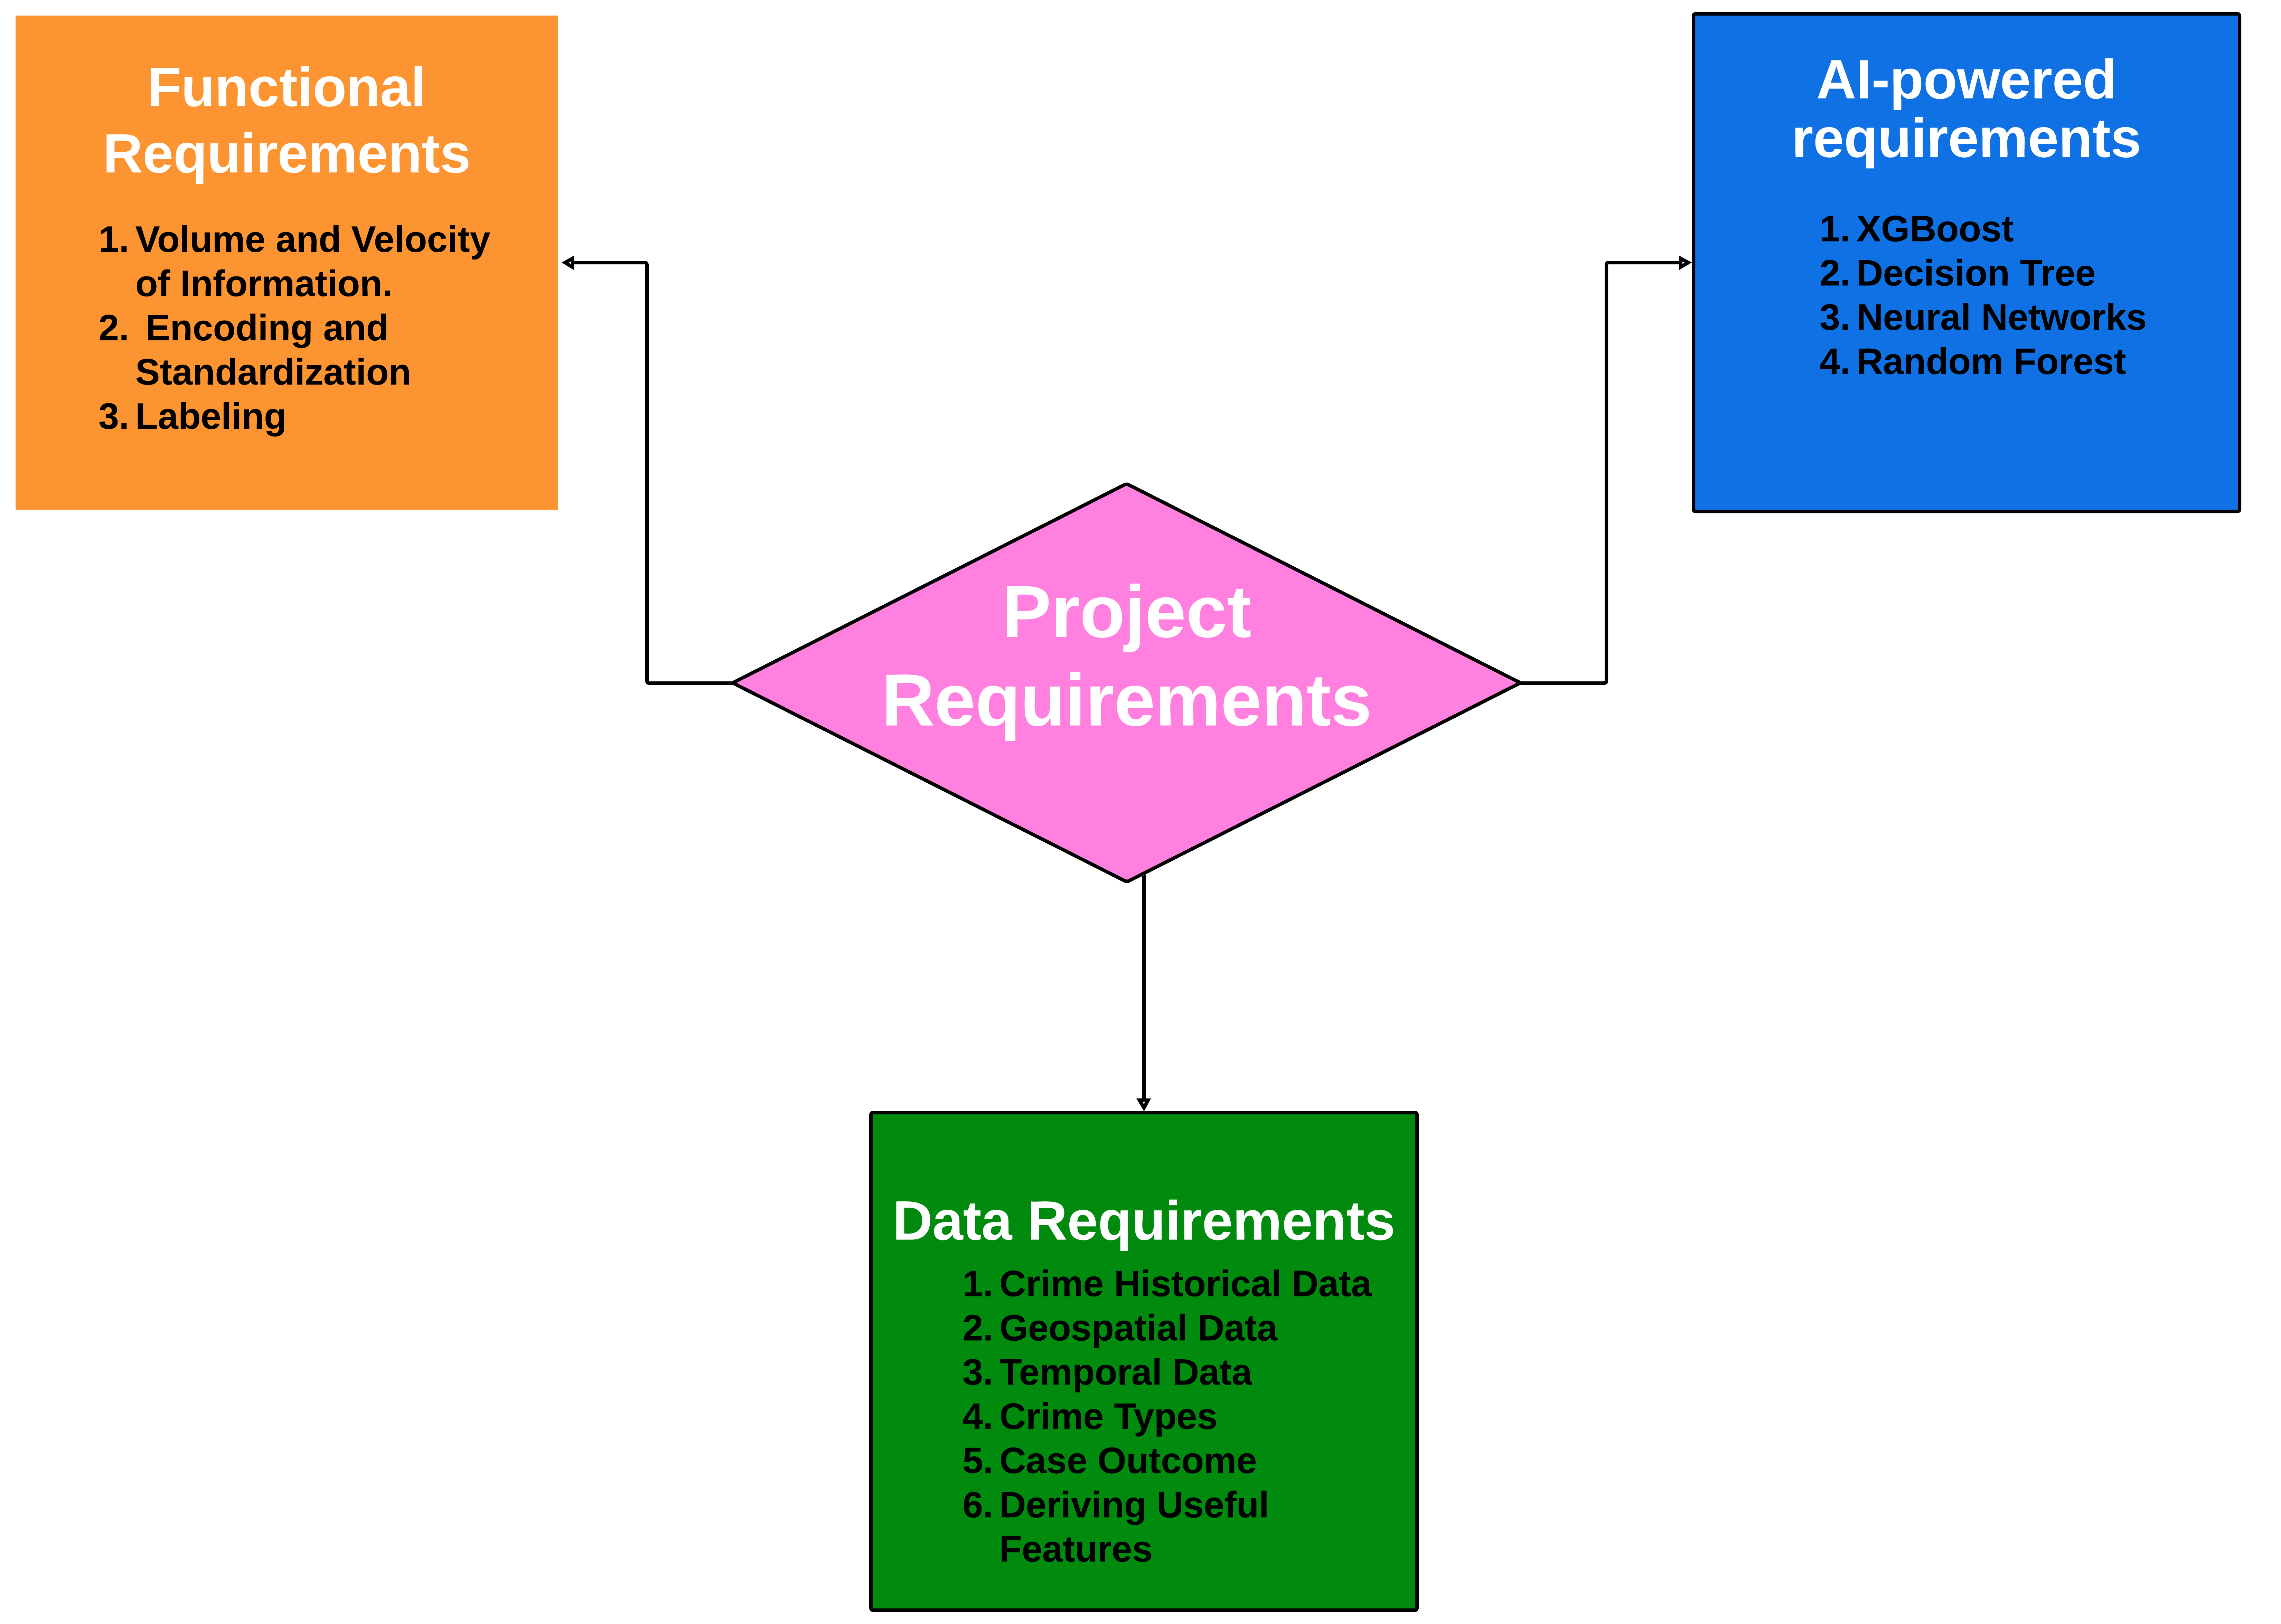 Functional
Requirements
1. Volume and Velocity
of Information.
2. Encoding and
Standardization
3. Labeling
AI-powered
requirements
1. XGBoost
2. Decision Tree
3. Neural Networks
4. Random Forest
Project
Requirements
Data Requirements
1. Crime Historical Data
2. Geospatial Data
3. Temporal Data
4. Crime Types
5. Case Outcome
6. Deriving Useful
Features